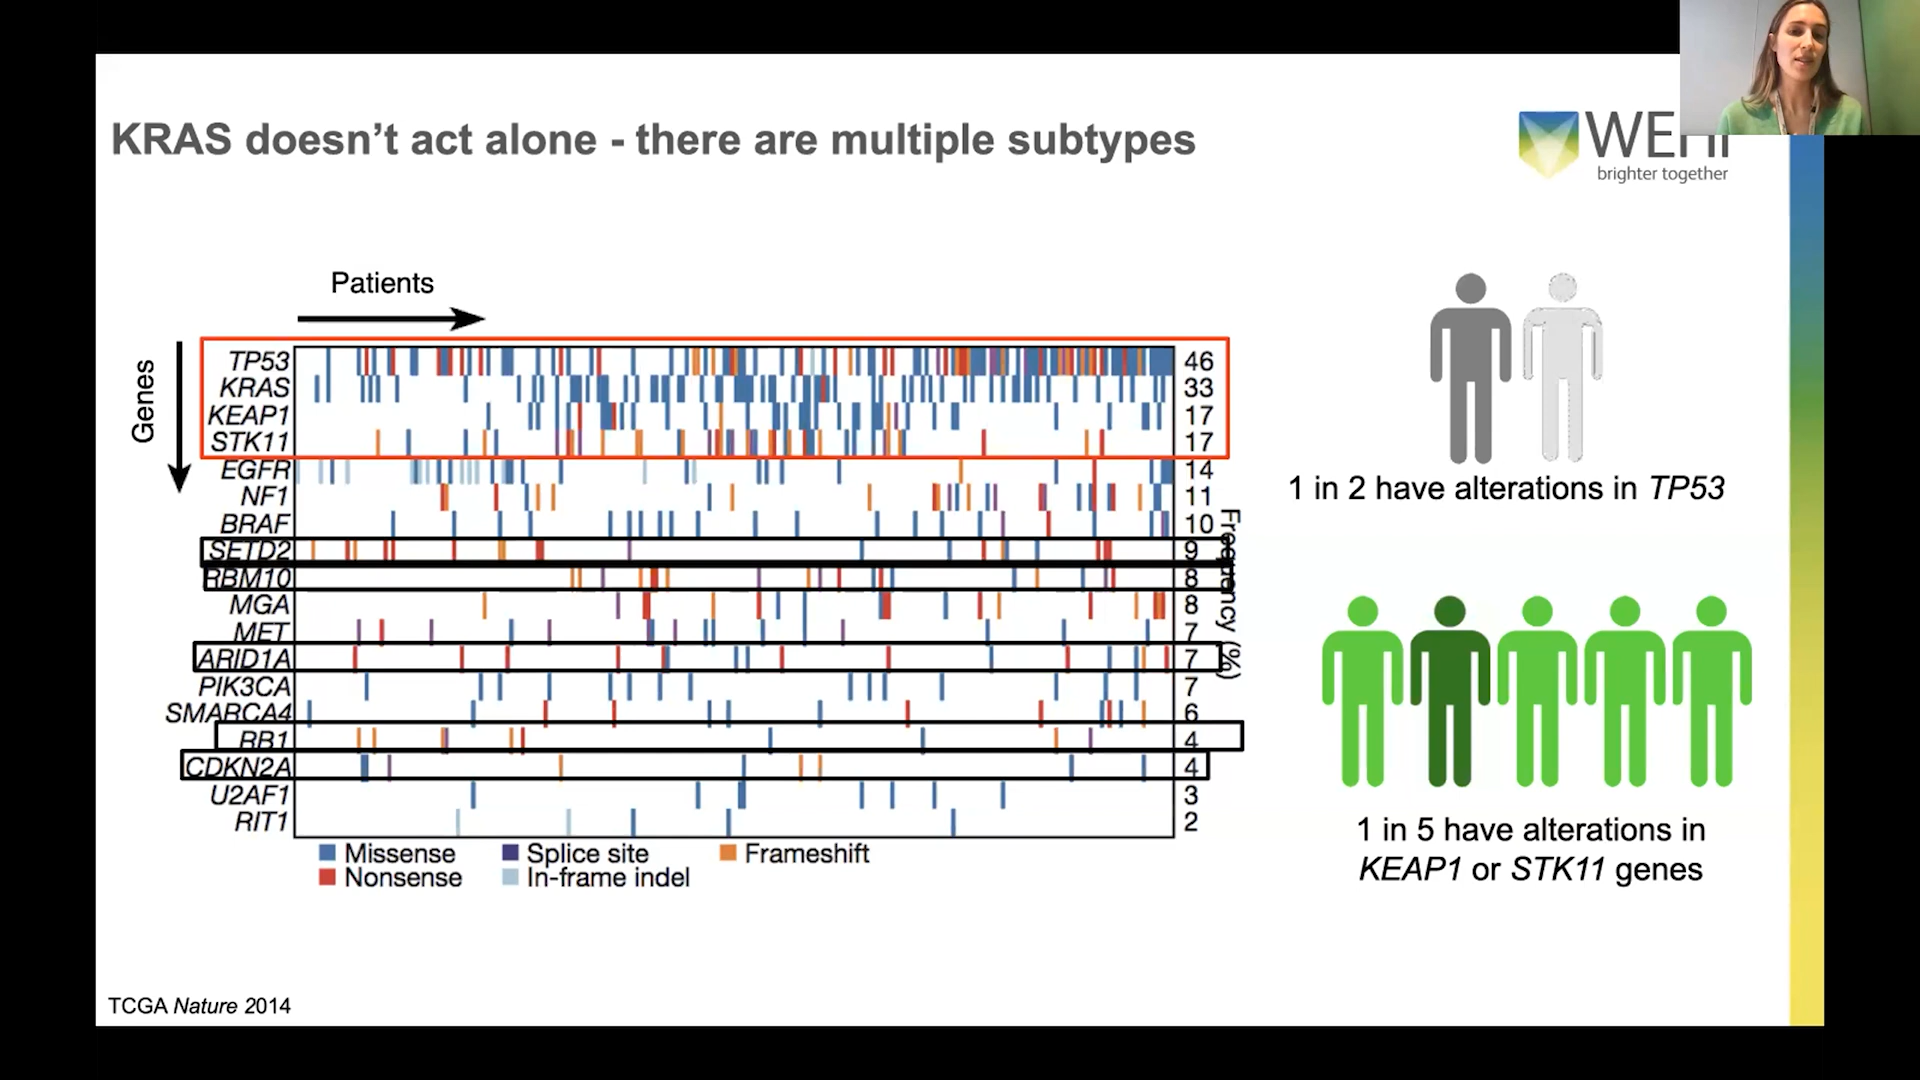 KRAS doesn’t act alone - there are multiple subtypes
WEHI
brighter together
Patients
Genes
TP53 46
KRAS 33
KEAP1 17
STK11 17
EGFR 14
NF1 11
BRAF 10
SETD2 9
RBM10 8
MGA 8
MET 7
ARID1A 7
PIK3CA 7
SMARCA4 6
RB1 4
CDKN2A 4
U2AF1 3
RIT1 2
Frequency (%)
Missense Splice site Frameshift
Nonsense In-frame indel
1 in 2 have alterations in TP53
1 in 5 have alterations in
KEAP1 or STK11 genes
TCGA Nature 2014